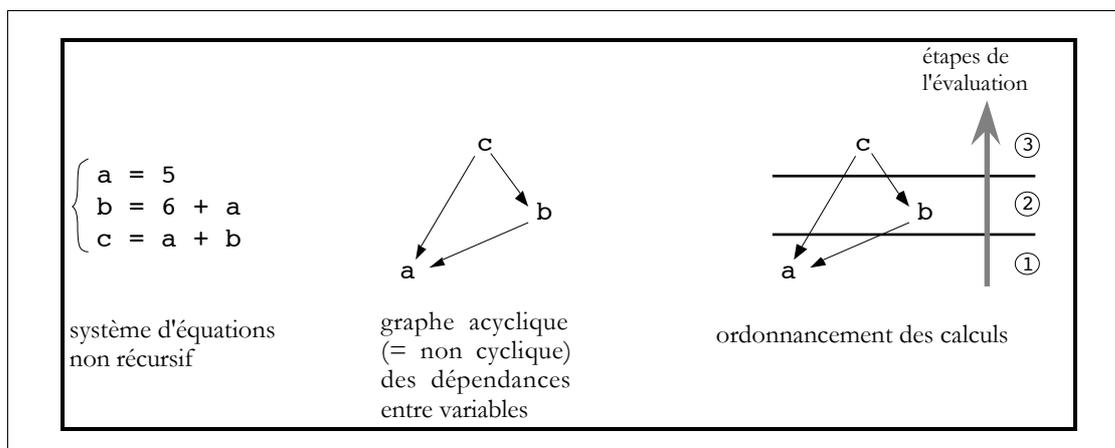 a = 5
b = 6 + a
c = a + b
système d'équations
non récursif
c
b
a
graphe acyclique
(= non cyclique)
des dépendances
entre variables
étapes de
l'évaluation
c
③
b
②
a
①
ordonnancement des calculs